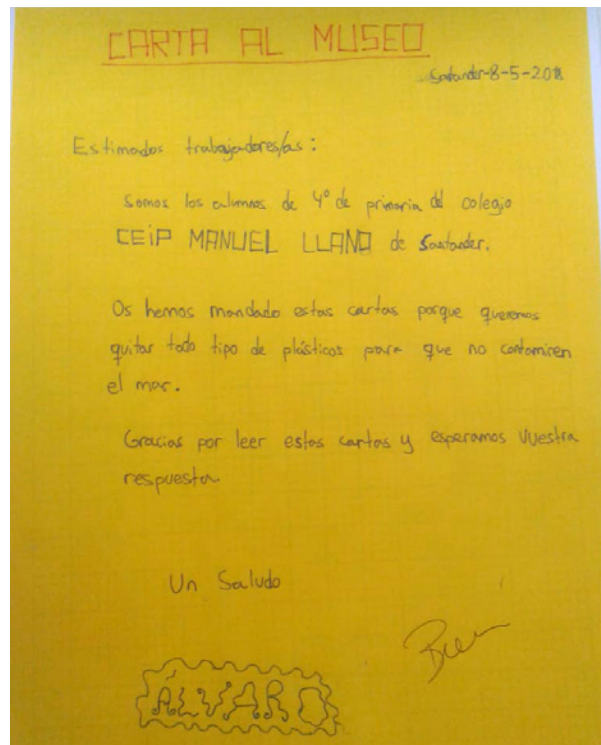 CARTA AL MUSEO
Santander-8-5-2018
Estimados trabajadores/as:
Somos los alumnos de 4º de primaria del colegio
CEIP MANUEL LLANO de Santander.
Os hemos mandado estas cartas porque queremos
quitar todo tipo de plásticos para que no contaminen
el mar.
Gracias por leer estas cartas y esperamos vuestra
respuesta.
Un Saludo
Bien
ÁLVARO